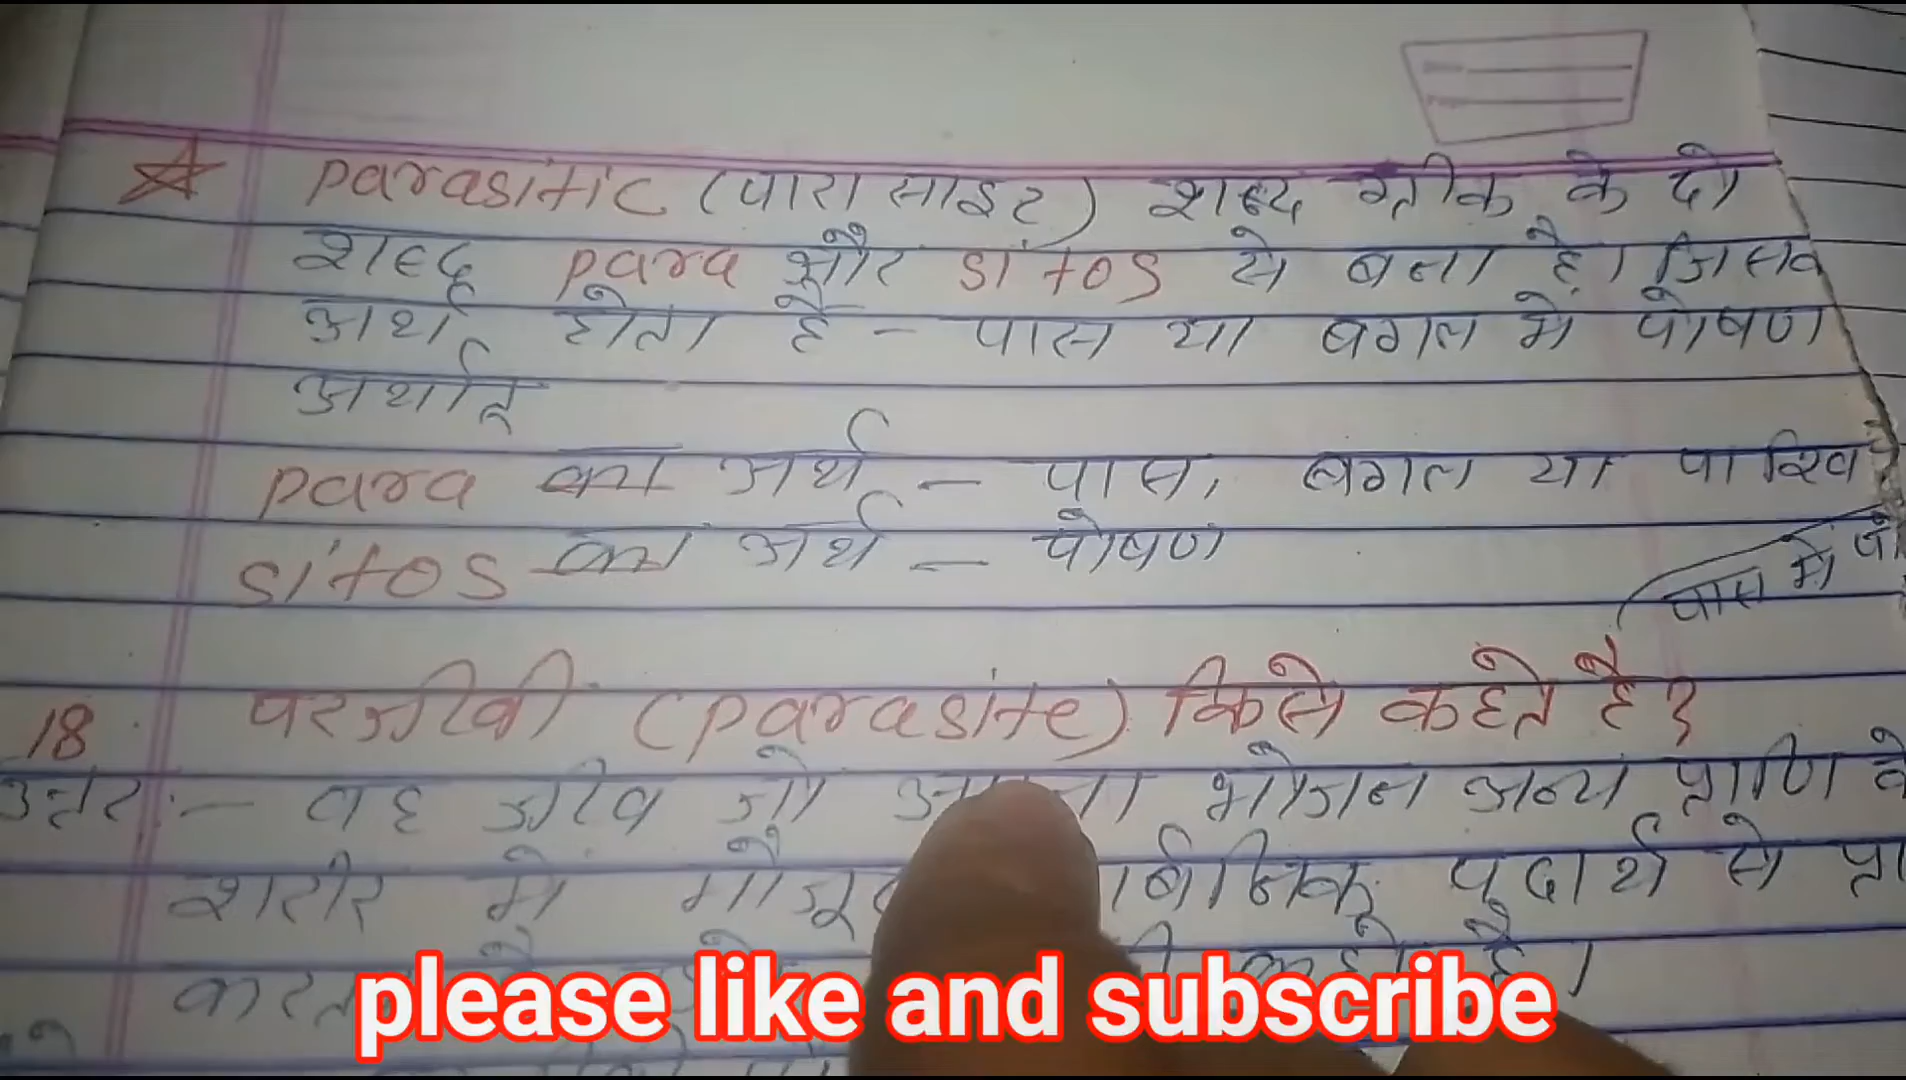 parasitic (पारासाइट) शब्द ग्रीक के दो
शब्द para और sitos से बना है। जिसक
अर्थ होता है - पास या बगल में पोषण
अर्थात्
para का अर्थ - पास, बगल या पार्श्व
sitos का अर्थ - पोषण
पास में
18. परजीवी (parasite) किसे कहते है?
उत्तर:- वह जीव जो भोजन अन्य प्राणि के
शरीर में पदार्थ से प्रा
है।
please like and subscribe